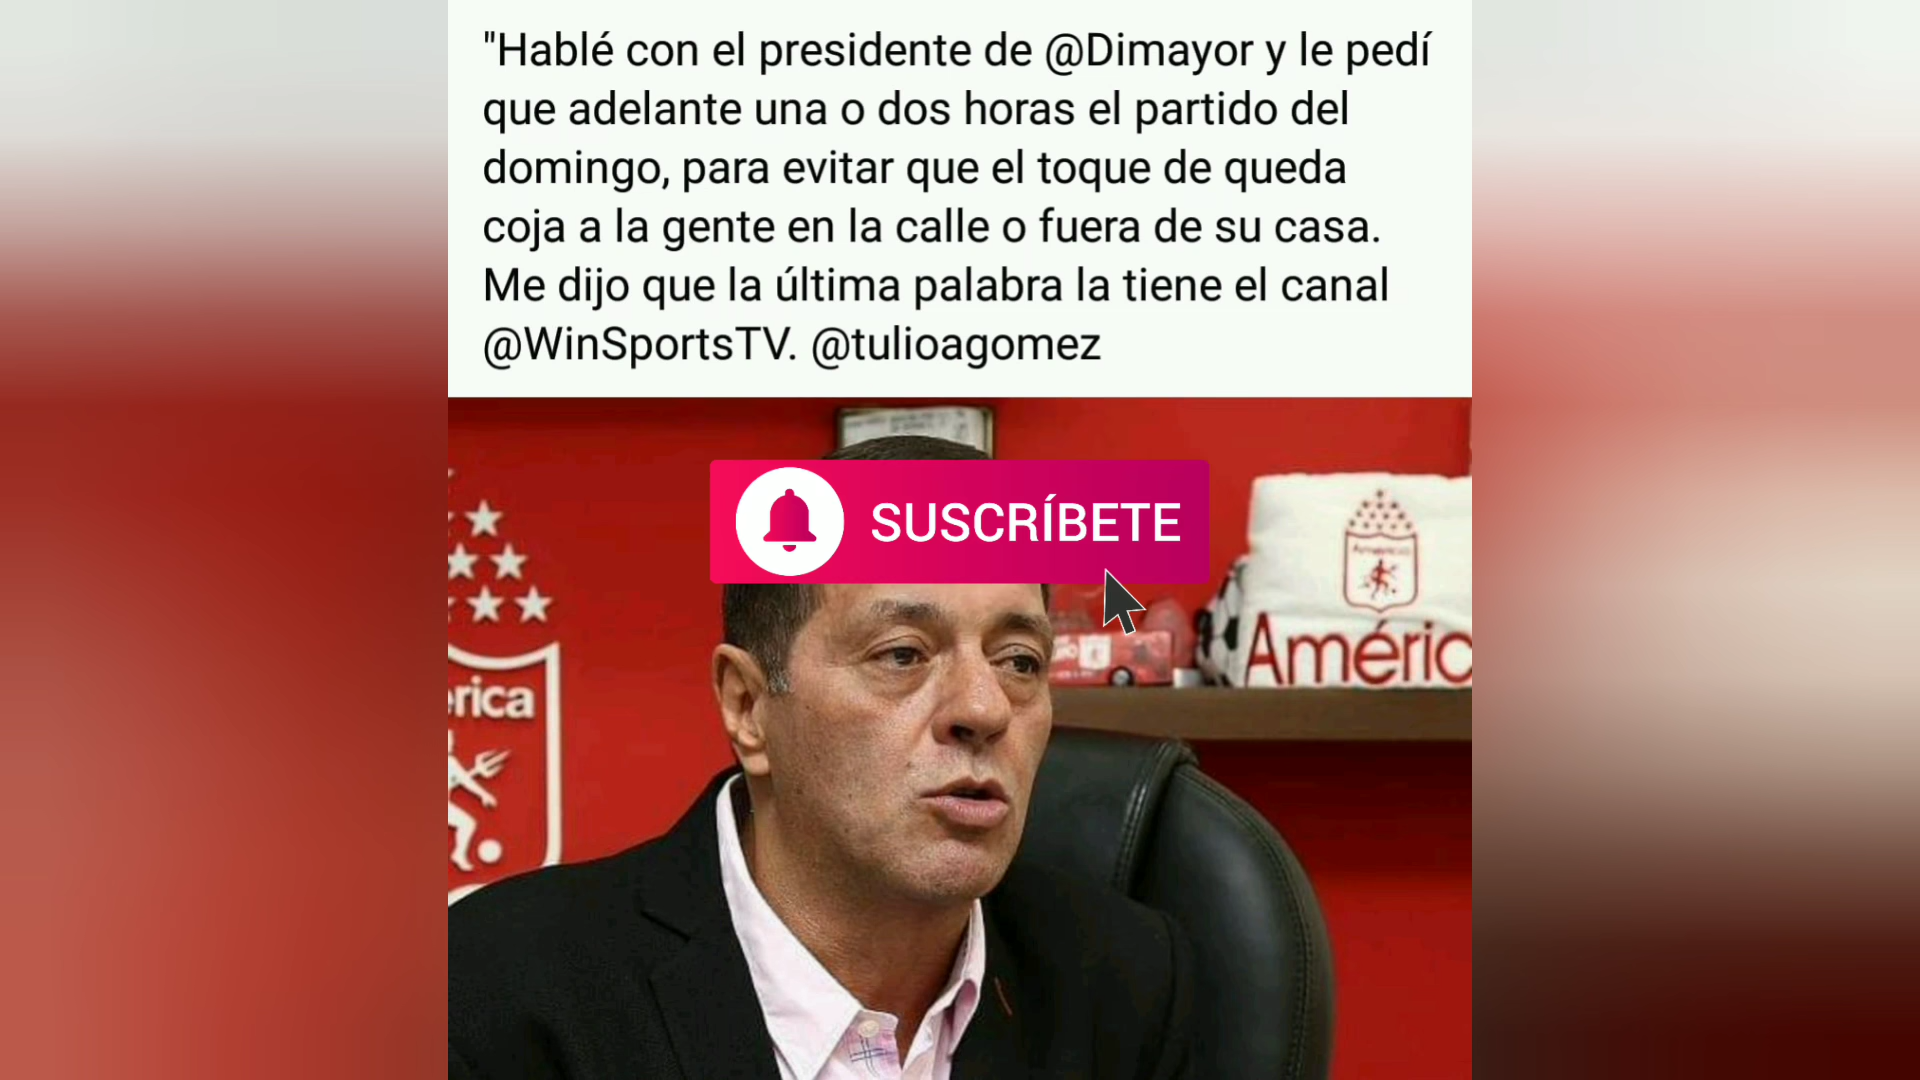 "Hablé con el presidente de @Dimayor y le pedí
que adelante una o dos horas el partido del
domingo, para evitar que el toque de queda
coja a la gente en la calle o fuera de su casa.
Me dijo que la última palabra la tiene el canal
@WinSportsTV. @tulioagomez
SUSCRÍBETE
América
Améric
erica